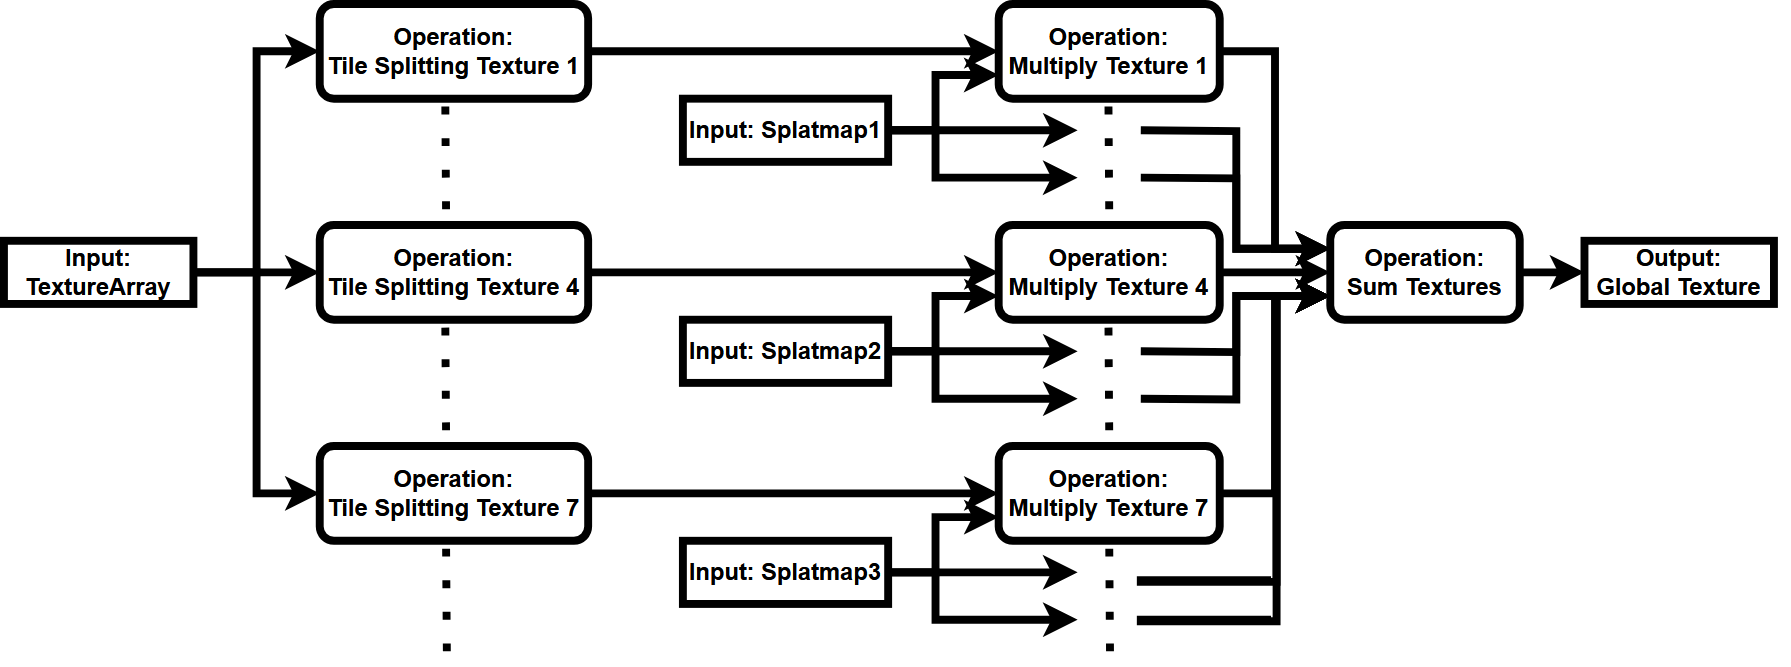 Operation:
Tile Splitting Texture 1
Operation:
Multiply Texture 1
Input: Splatmap1
Input:
TextureArray
Operation:
Tile Splitting Texture 4
Operation:
Multiply Texture 4
Operation:
Sum Textures
Output:
Global Texture
Input: Splatmap2
Operation:
Tile Splitting Texture 7
Operation:
Multiply Texture 7
Input: Splatmap3